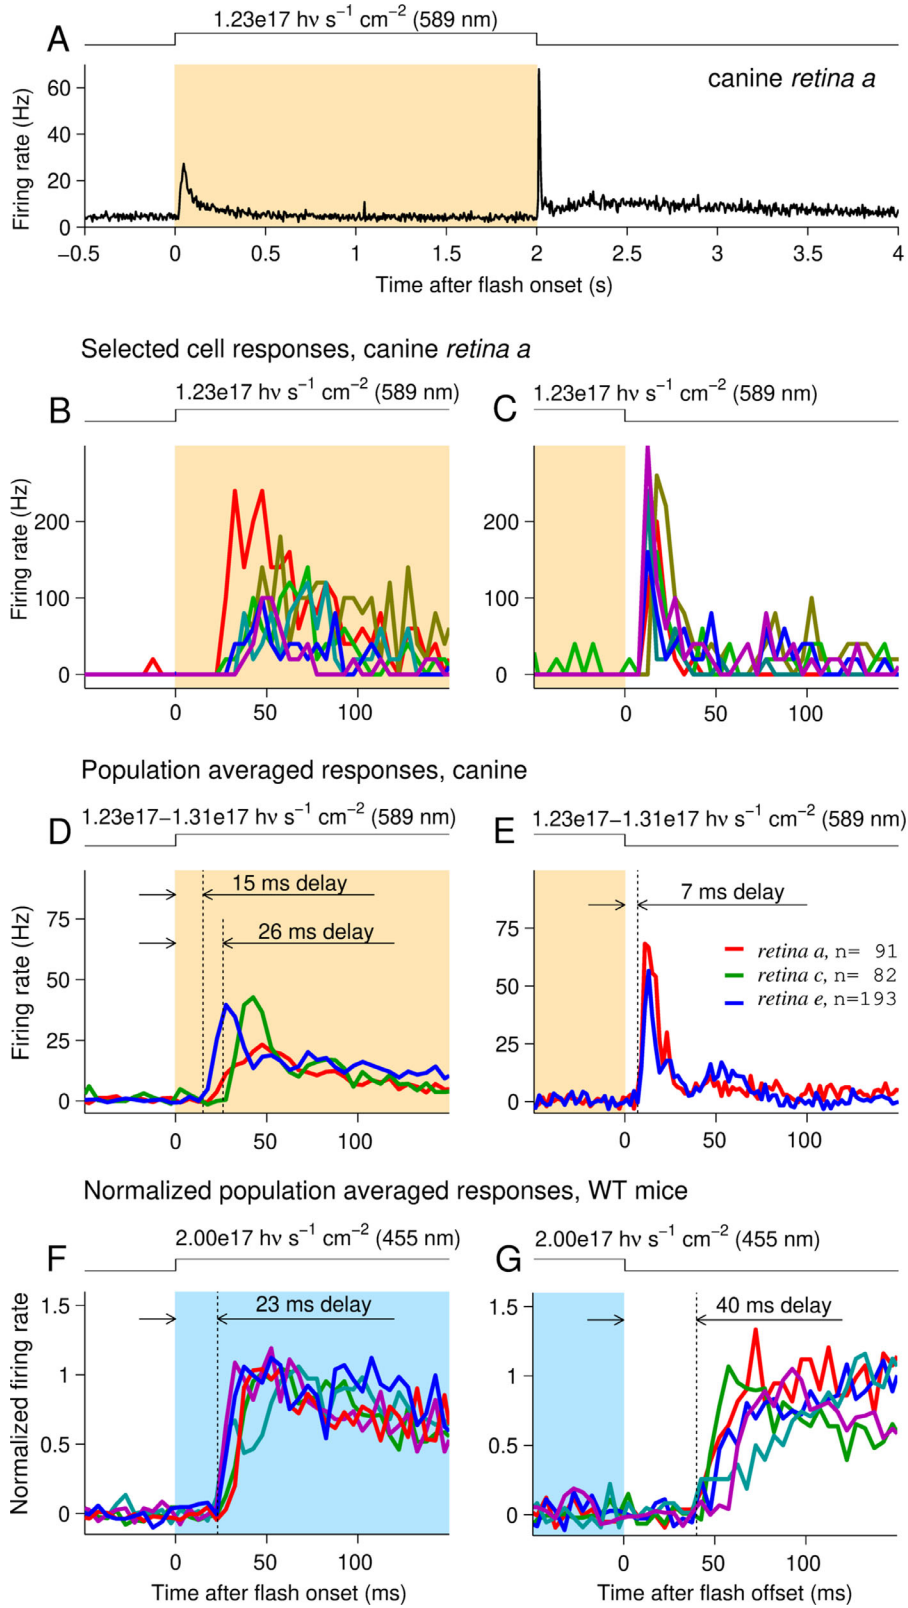 A
1.23e17 hν s⁻¹ cm⁻² (589 nm)
canine retina a
Firing rate (Hz)
60
40
20
0
−0.5 0 0.5 1 1.5 2 2.5 3 3.5 4
Time after flash onset (s)
Selected cell responses, canine retina a
B 1.23e17 hν s⁻¹ cm⁻² (589 nm)
C 1.23e17 hν s⁻¹ cm⁻² (589 nm)
Firing rate (Hz)
200
100
0
0 50 100
200
100
0
0 50 100
Population averaged responses, canine
D 1.23e17−1.31e17 hν s⁻¹ cm⁻² (589 nm)
E 1.23e17−1.31e17 hν s⁻¹ cm⁻² (589 nm)
15 ms delay
26 ms delay
Firing rate (Hz)
75
50
25
0
0 50 100
7 ms delay
retina a, n= 91
retina c, n= 82
retina e, n=193
75
50
25
0
0 50 100
Normalized population averaged responses, WT mice
F 2.00e17 hν s⁻¹ cm⁻² (455 nm)
G 2.00e17 hν s⁻¹ cm⁻² (455 nm)
23 ms delay
Normalized firing rate
1.5
1
0.5
0
0 50 100
Time after flash onset (ms)
40 ms delay
1.5
1
0.5
0
0 50 100
Time after flash offset (ms)